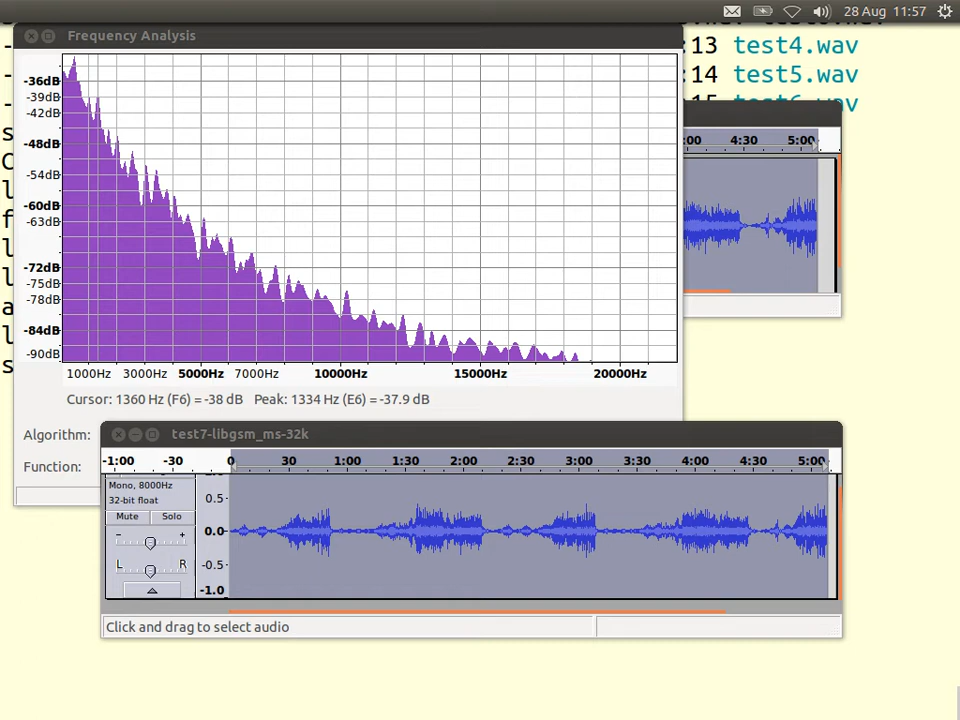 28 Aug 11:57
Frequency Analysis
:13 test4.wav
:14 test5.wav
test6.wav
-36dB
-39dB
-42dB
-48dB
-54dB
-60dB
-63dB
-72dB
-75dB
-78dB
-84dB
-90dB
1000Hz 3000Hz 5000Hz 7000Hz 10000Hz 15000Hz 20000Hz
:00 4:30 5:00
Cursor: 1360 Hz (F6) = -38 dB Peak: 1334 Hz (E6) = -37.9 dB
Algorithm:
Function:
test7-libgsm_ms-32k
-1:00 -30 0 30 1:00 1:30 2:00 2:30 3:00 3:30 4:00 4:30 5:00
Mono, 8000Hz
32-bit float
Mute Solo
- +
L R
0.5
0.0
-0.5
-1.0
Click and drag to select audio